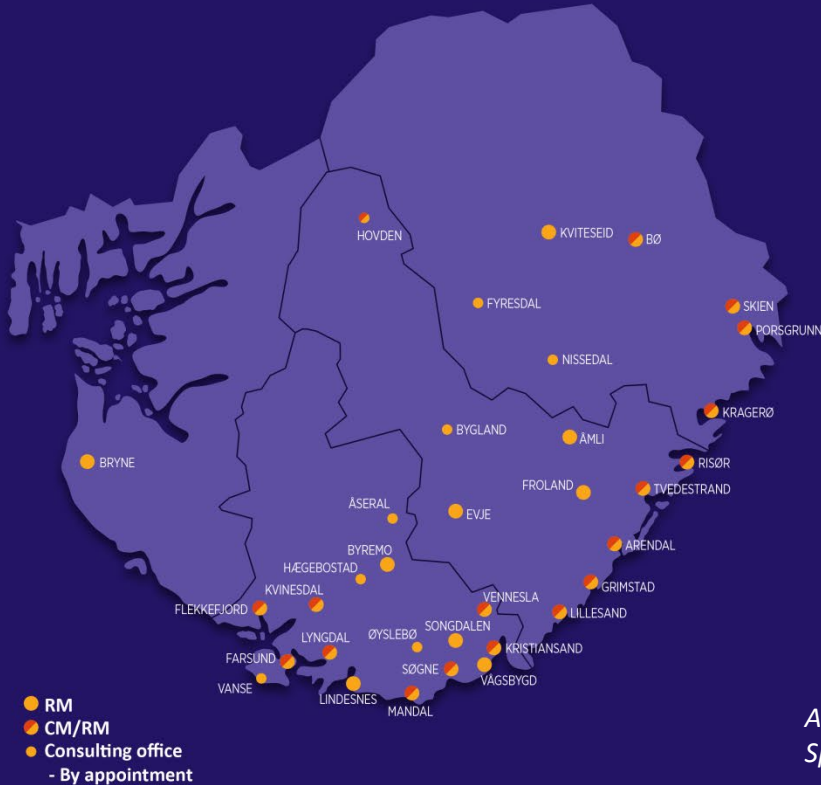 HOVDEN
KVITESEID
BØ
FYRESDAL
SKIEN
PORSGRUNN
NISSEDAL
KRAGERØ
BYGLAND
ÅMLI
BRYNE
RISØR
FROLAND
TVEDESTRAND
ÅSERAL
EVJE
ARENDAL
BYREMO
HÆGEBOSTAD
GRIMSTAD
KVINESDAL
FLEKKEFJORD
VENNESLA
LILLESAND
SONGDALEN
LYNGDAL
ØYSLEBØ
KRISTIANSAND
FARSUND
SØGNE
VÅGSBYGD
VANSE
LINDESNES
MANDAL
RM
CM/RM
Consulting office
- By appointment
A
Sp